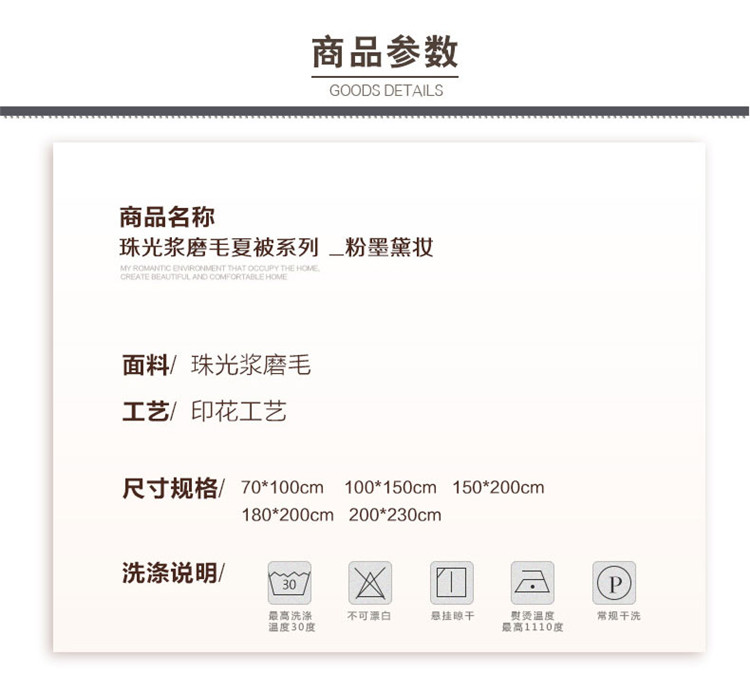 商品参数
GOODS DETAILS
商品名称
珠光浆磨毛夏被系列 _粉墨黛妆
MY ROMANTIC ENVIRONMENT THAT OCCUPY THE HOME,
CREATE BEAUTIFUL AND COMFORTABLE HOME
面料/ 珠光浆磨毛
工艺/ 印花工艺
尺寸规格/ 70*100cm 100*150cm 150*200cm
180*200cm 200*230cm
洗涤说明/
30
P
最高洗涤
温度30度
不可漂白
悬挂晾干
熨烫温度
最高1110度
常规干洗